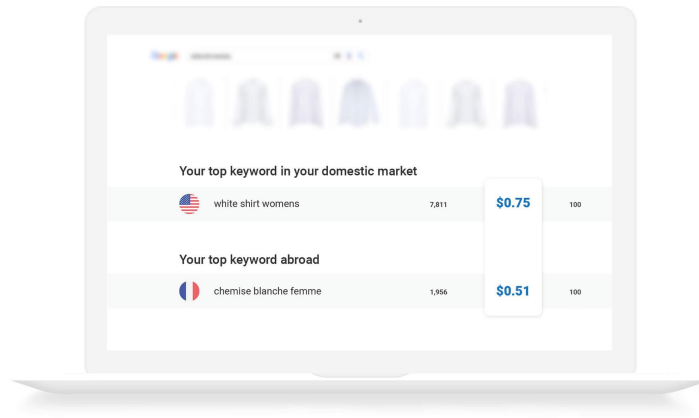 Your top keyword in your domestic market
white shirt womens 7,811 $0.75 100
Your top keyword abroad
chemise blanche femme 1,956 $0.51 100